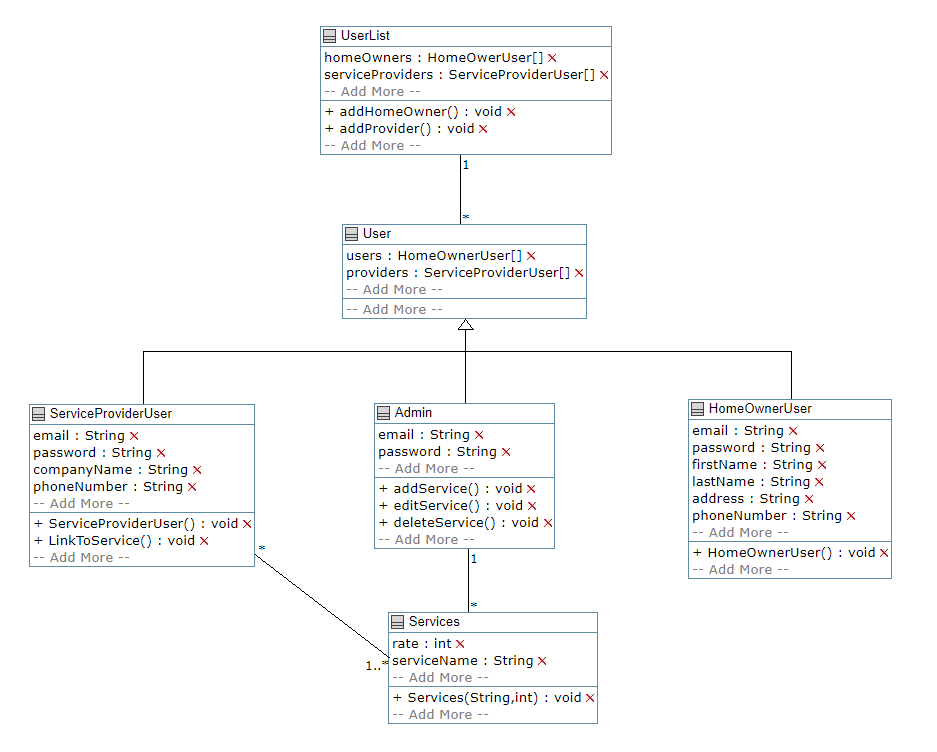 UserList
homeOwners : HomeOwerUser[] ×
serviceProviders : ServiceProviderUser[] ×
-- Add More --
+ addHomeOwner() : void ×
+ addProvider() : void ×
-- Add More --
1
*
User
users : HomeOwnerUser[] ×
providers : ServiceProviderUser[] ×
-- Add More --
-- Add More --
ServiceProviderUser
email : String ×
password : String ×
companyName : String ×
phoneNumber : String ×
-- Add More --
+ ServiceProviderUser() : void ×
+ LinkToService() : void ×
-- Add More --
Admin
email : String ×
password : String ×
-- Add More --
+ addService() : void ×
+ editService() : void ×
+ deleteService() : void ×
-- Add More --
HomeOwnerUser
email : String ×
password : String ×
firstName : String ×
lastName : String ×
address : String ×
phoneNumber : String ×
-- Add More --
+ HomeOwnerUser() : void ×
-- Add More --
*
1
*
1..*
Services
rate : int ×
serviceName : String ×
-- Add More --
+ Services(String,int) : void ×
-- Add More --